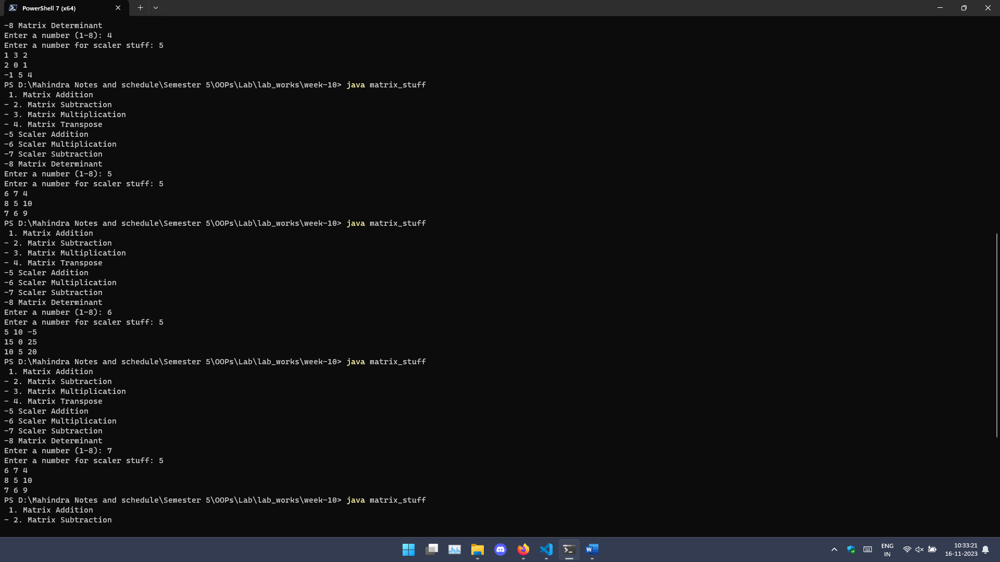 PowerShell 7 (x64)
-8 Matrix Determinant
Enter a number (1-8): 4
Enter a number for scaler stuff: 5
1 3 2
2 0 1
-1 5 4
PS D:\Mahindra Notes and schedule\Semester 5\OOPs\Lab\lab_works\week-10> java matrix_stuff
 1. Matrix Addition
- 2. Matrix Subtraction
- 3. Matrix Multiplication
- 4. Matrix Transpose
-5 Scaler Addition
-6 Scaler Multiplication
-7 Scaler Subtraction
-8 Matrix Determinant
Enter a number (1-8): 5
Enter a number for scaler stuff: 5
6 7 4
8 5 10
7 6 9
PS D:\Mahindra Notes and schedule\Semester 5\OOPs\Lab\lab_works\week-10> java matrix_stuff
 1. Matrix Addition
- 2. Matrix Subtraction
- 3. Matrix Multiplication
- 4. Matrix Transpose
-5 Scaler Addition
-6 Scaler Multiplication
-7 Scaler Subtraction
-8 Matrix Determinant
Enter a number (1-8): 6
Enter a number for scaler stuff: 5
5 10 -5
15 0 25
10 5 20
PS D:\Mahindra Notes and schedule\Semester 5\OOPs\Lab\lab_works\week-10> java matrix_stuff
 1. Matrix Addition
- 2. Matrix Subtraction
- 3. Matrix Multiplication
- 4. Matrix Transpose
-5 Scaler Addition
-6 Scaler Multiplication
-7 Scaler Subtraction
-8 Matrix Determinant
Enter a number (1-8): 7
Enter a number for scaler stuff: 5
6 7 4
8 5 10
7 6 9
PS D:\Mahindra Notes and schedule\Semester 5\OOPs\Lab\lab_works\week-10> java matrix_stuff
 1. Matrix Addition
- 2. Matrix Subtraction
ENG
IN
10:33:21
16-11-2023